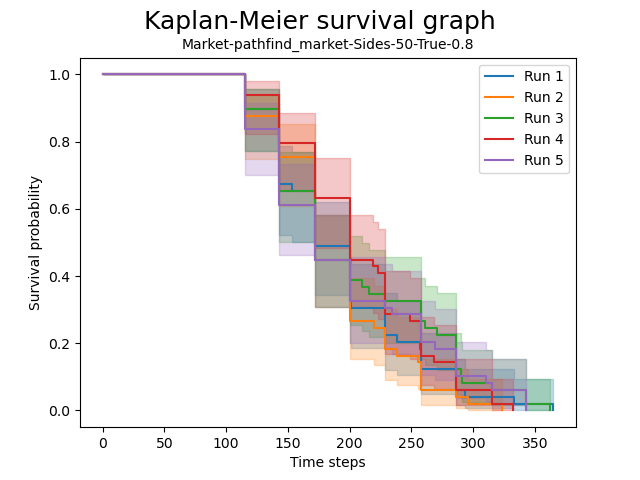 Kaplan-Meier survival graph
Market-pathfind_market-Sides-50-True-0.8
Run 1
Run 2
Run 3
Run 4
Run 5
Survival probability
1.0
0.8
0.6
0.4
0.2
0.0
0 50 100 150 200 250 300 350
Time steps